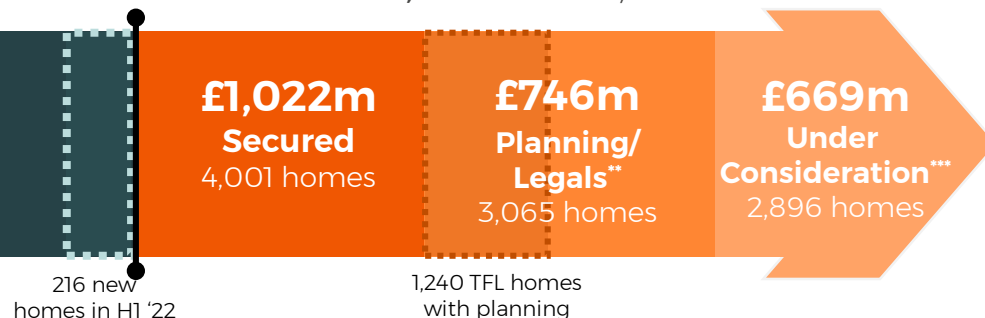 £1,022m
Secured
4,001 homes
£746m
Planning/
Legals**
3,065 homes
£669m
Under
Consideration***
2,896 homes
216 new
homes in H1 ‘22
1,240 TFL homes
with planning